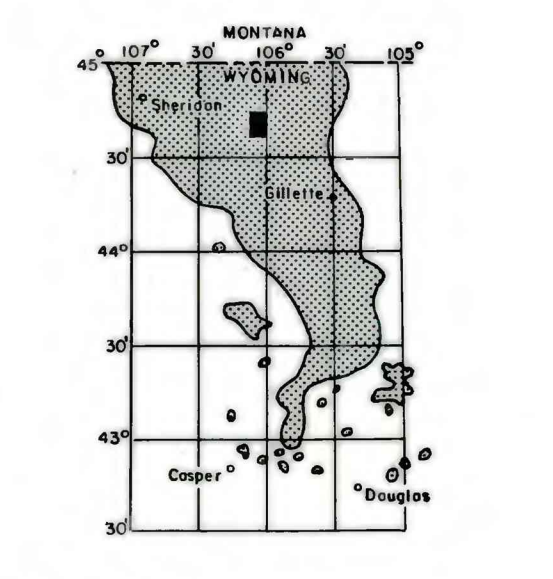 MONTANA
107° 30' 106° 30' 105°
45°
WYOMING
Sheridan
30'
Gillette
44°
30'
43°
Casper
Douglas
30'